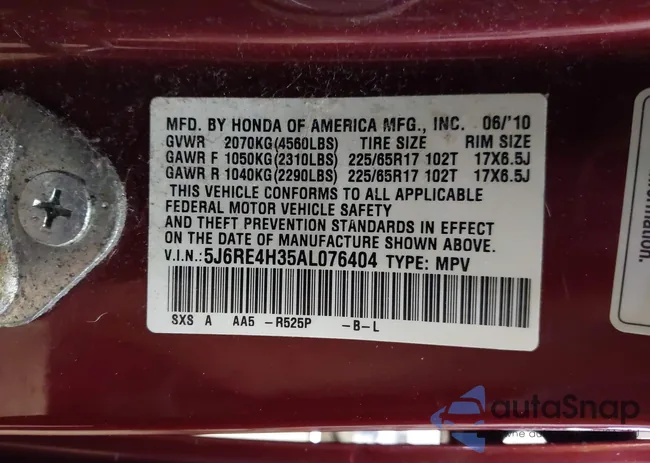 MFD. BY HONDA OF AMERICA MFG., INC. 06/'10
GVWR 2070KG(4560LBS) TIRE SIZE RIM SIZE
GAWR F 1050KG(2310LBS) 225/65R17 102T 17X6.5J
GAWR R 1040KG(2290LBS) 225/65R17 102T 17X6.5J
THIS VEHICLE CONFORMS TO ALL APPLICABLE
FEDERAL MOTOR VEHICLE SAFETY
AND THEFT PREVENTION STANDARDS IN EFFECT
ON THE DATE OF MANUFACTURE SHOWN ABOVE.
V.I.N.:5J6RE4H35AL076404 TYPE: MPV
SXS A AA5 -R525P -B-L
autoSnap